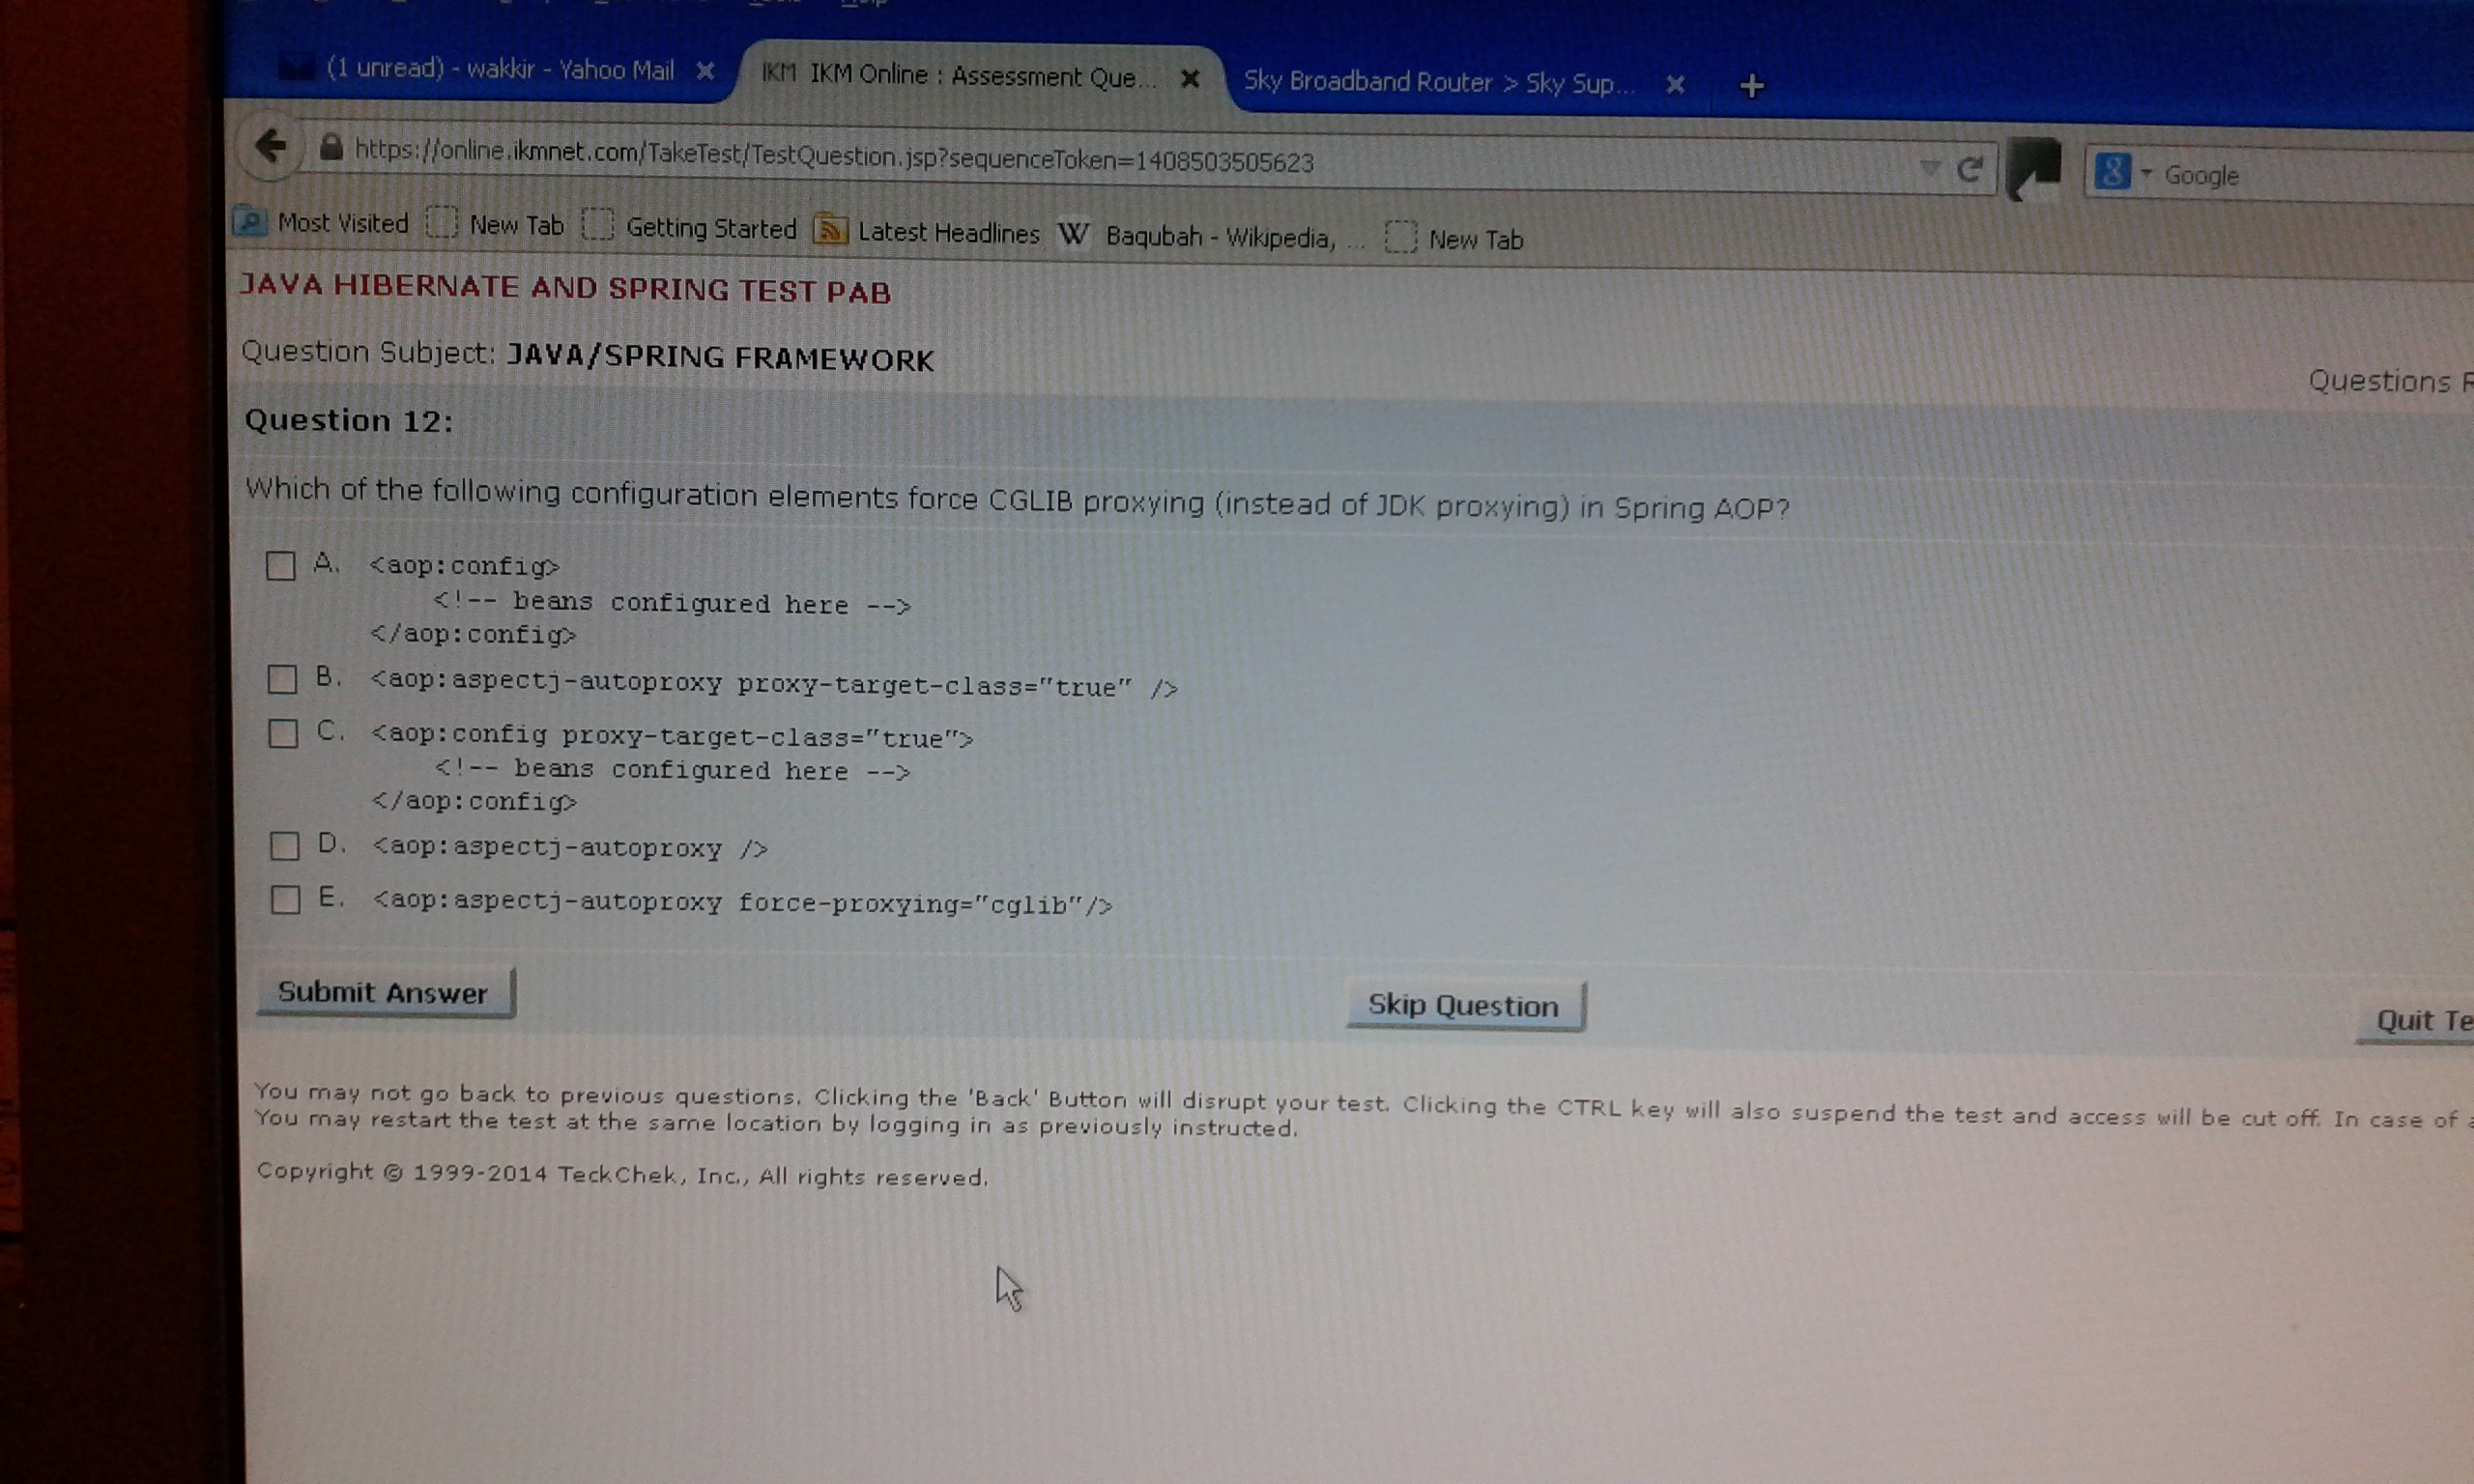 (1 unread) - wakkir - Yahoo Mail IKM IKM Online : Assessment Que... Sky Broadband Router > Sky Sup...
https://online.ikmnet.com/TakeTest/TestQuestion.jsp?sequenceToken=1408503505623 8 Google
Most Visited New Tab Getting Started Latest Headlines W Baqubah - Wikipedia, ... New Tab
JAVA HIBERNATE AND SPRING TEST PAB
Question Subject: JAVA/SPRING FRAMEWORK
Questions R
Question 12:
Which of the following configuration elements force CGLIB proxying (instead of JDK proxying) in Spring AOP?
A. <aop:config>
<!-- beans configured here -->
</aop:config>
B. <aop:aspectj-autoproxy proxy-target-class="true" />
C. <aop:config proxy-target-class="true">
<!-- beans configured here -->
</aop:config>
D. <aop:aspectj-autoproxy />
E. <aop:aspectj-autoproxy force-proxying="cglib"/>
Submit Answer Skip Question Quit Te
You may not go back to previous questions. Clicking the 'Back' Button will disrupt your test. Clicking the CTRL key will also suspend the test and access will be cut off. In case of a
You may restart the test at the same location by logging in as previously instructed.
Copyright © 1999-2014 TeckChek, Inc., All rights reserved.